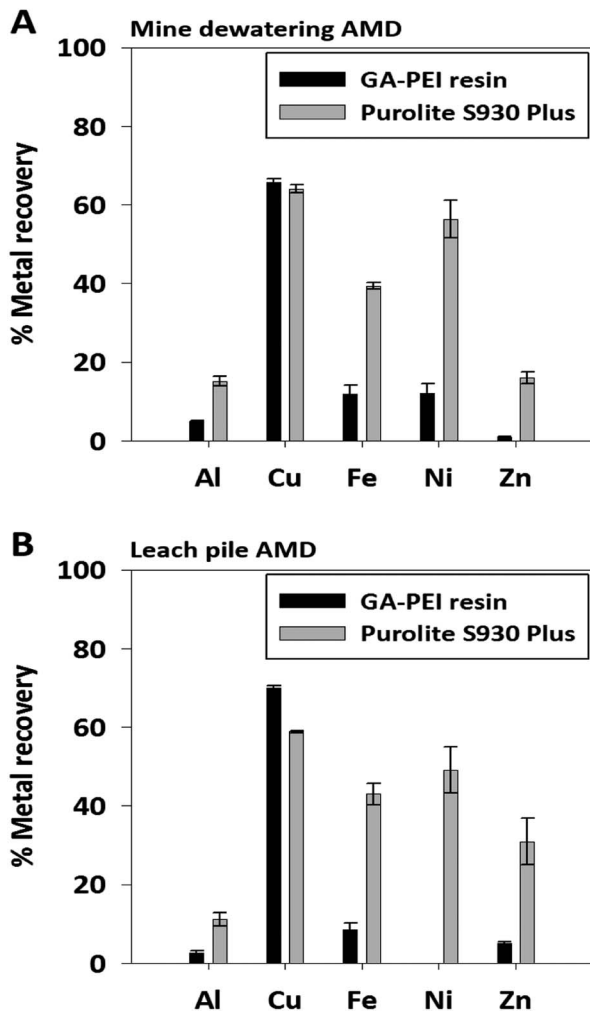 A
Mine dewatering AMD
100
GA-PEI resin
Purolite S930 Plus
80
60
40
20
0
% Metal recovery
Al Cu Fe Ni Zn
B
Leach pile AMD
100
GA-PEI resin
Purolite S930 Plus
80
60
40
20
0
% Metal recovery
Al Cu Fe Ni Zn